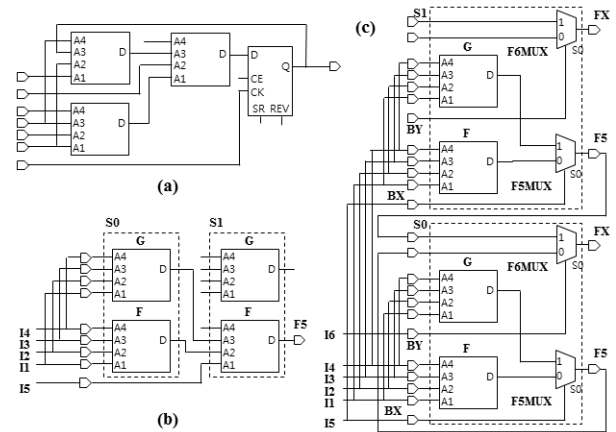 A4
A3
A2
A1
D
A4
A3
A2
A1
D
A4
A3
A2
A1
D
D
Q
CE
CK
SR REV
(a)
S0
G
A4
A3
A2
A1
D
F
A4
A3
A2
A1
D
S1
G
A4
A3
A2
A1
D
F
A4
A3
A2
A1
D
F5
I4
I3
I2
I1
I5
(b)
(c)
S1
FX
1
0
S0
F6MUX
G
A4
A3
A2
A1
D
BY
F
A4
A3
A2
A1
D
F5
1
0
S0
BX
F5MUX
S0
FX
1
0
S0
F6MUX
G
A4
A3
A2
A1
D
I6
BY
F
A4
A3
A2
A1
D
F5
1
0
S0
I4
I3
I2
I1
BX
F5MUX
I5